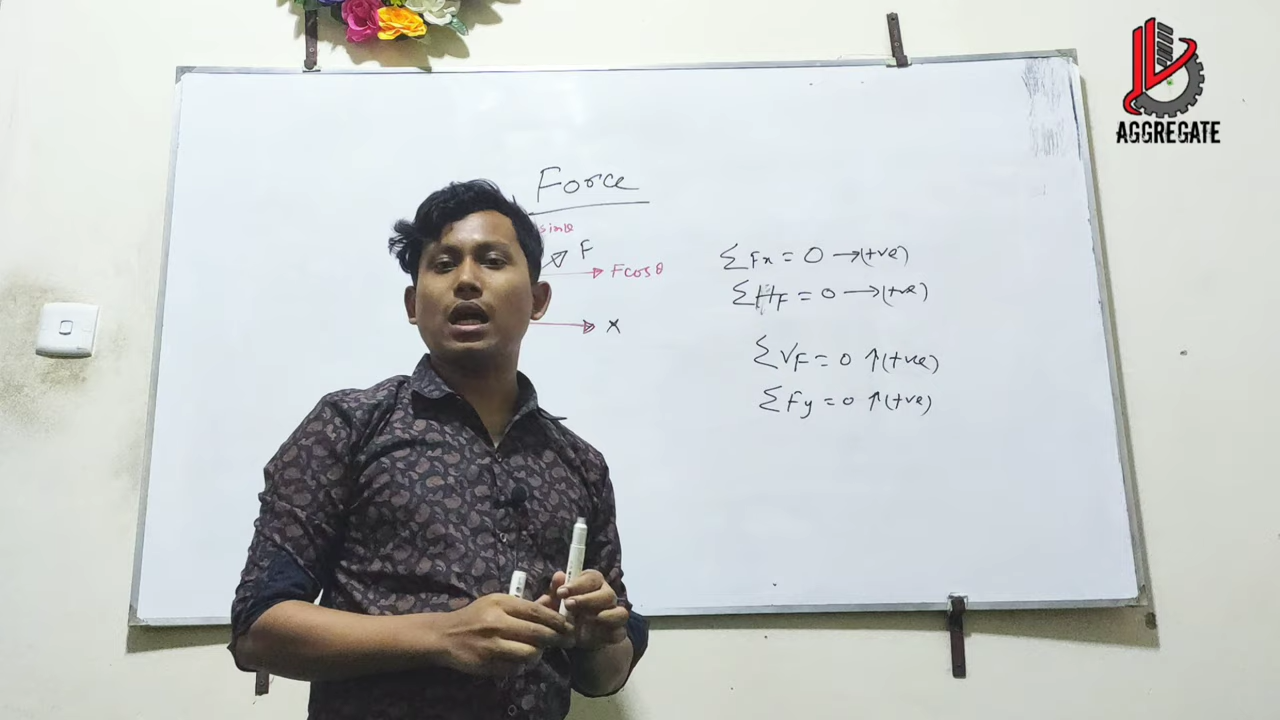 AGGREGATE
Force
sinθ
F
Fcosθ
X
ΣFx = 0 →(+ve)
ΣHF = 0 →(+ve)
ΣVF = 0 ↑(+ve)
ΣFy = 0 ↑(+ve)